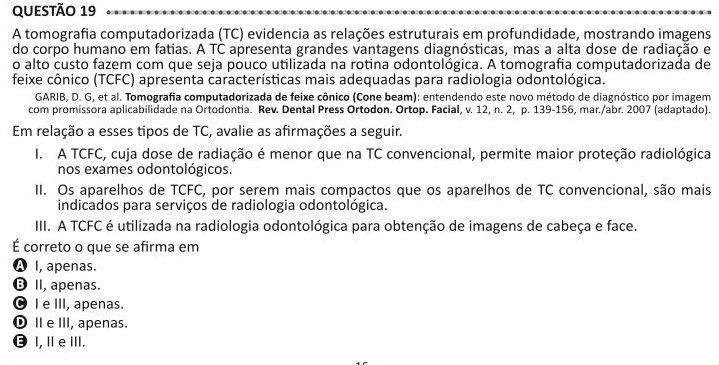 QUESTÃO 19
A tomografia computadorizada (TC) evidencia as relações estruturais em profundidade, mostrando imagens
do corpo humano em fatias. A TC apresenta grandes vantagens diagnósticas, mas a alta dose de radiação e
o alto custo fazem com que seja pouco utilizada na rotina odontológica. A tomografia computadorizada de
feixe cônico (TCFC) apresenta características mais adequadas para radiologia odontológica.
GARIB, D. G, et al. Tomografia computadorizada de feixe cônico (Cone beam): entendendo este novo método de diagnóstico por imagem
com promissora aplicabilidade na Ortodontia. Rev. Dental Press Ortodon. Ortop. Facial, v. 12, n. 2, p. 139-156, mar./abr. 2007 (adaptado).
Em relação a esses tipos de TC, avalie as afirmações a seguir.
I. A TCFC, cuja dose de radiação é menor que na TC convencional, permite maior proteção radiológica
nos exames odontológicos.
II. Os aparelhos de TCFC, por serem mais compactos que os aparelhos de TC convencional, são mais
indicados para serviços de radiologia odontológica.
III. A TCFC é utilizada na radiologia odontológica para obtenção de imagens de cabeça e face.
É correto o que se afirma em
A I, apenas.
B II, apenas.
C I e III, apenas.
D II e III, apenas.
E I, II e III.